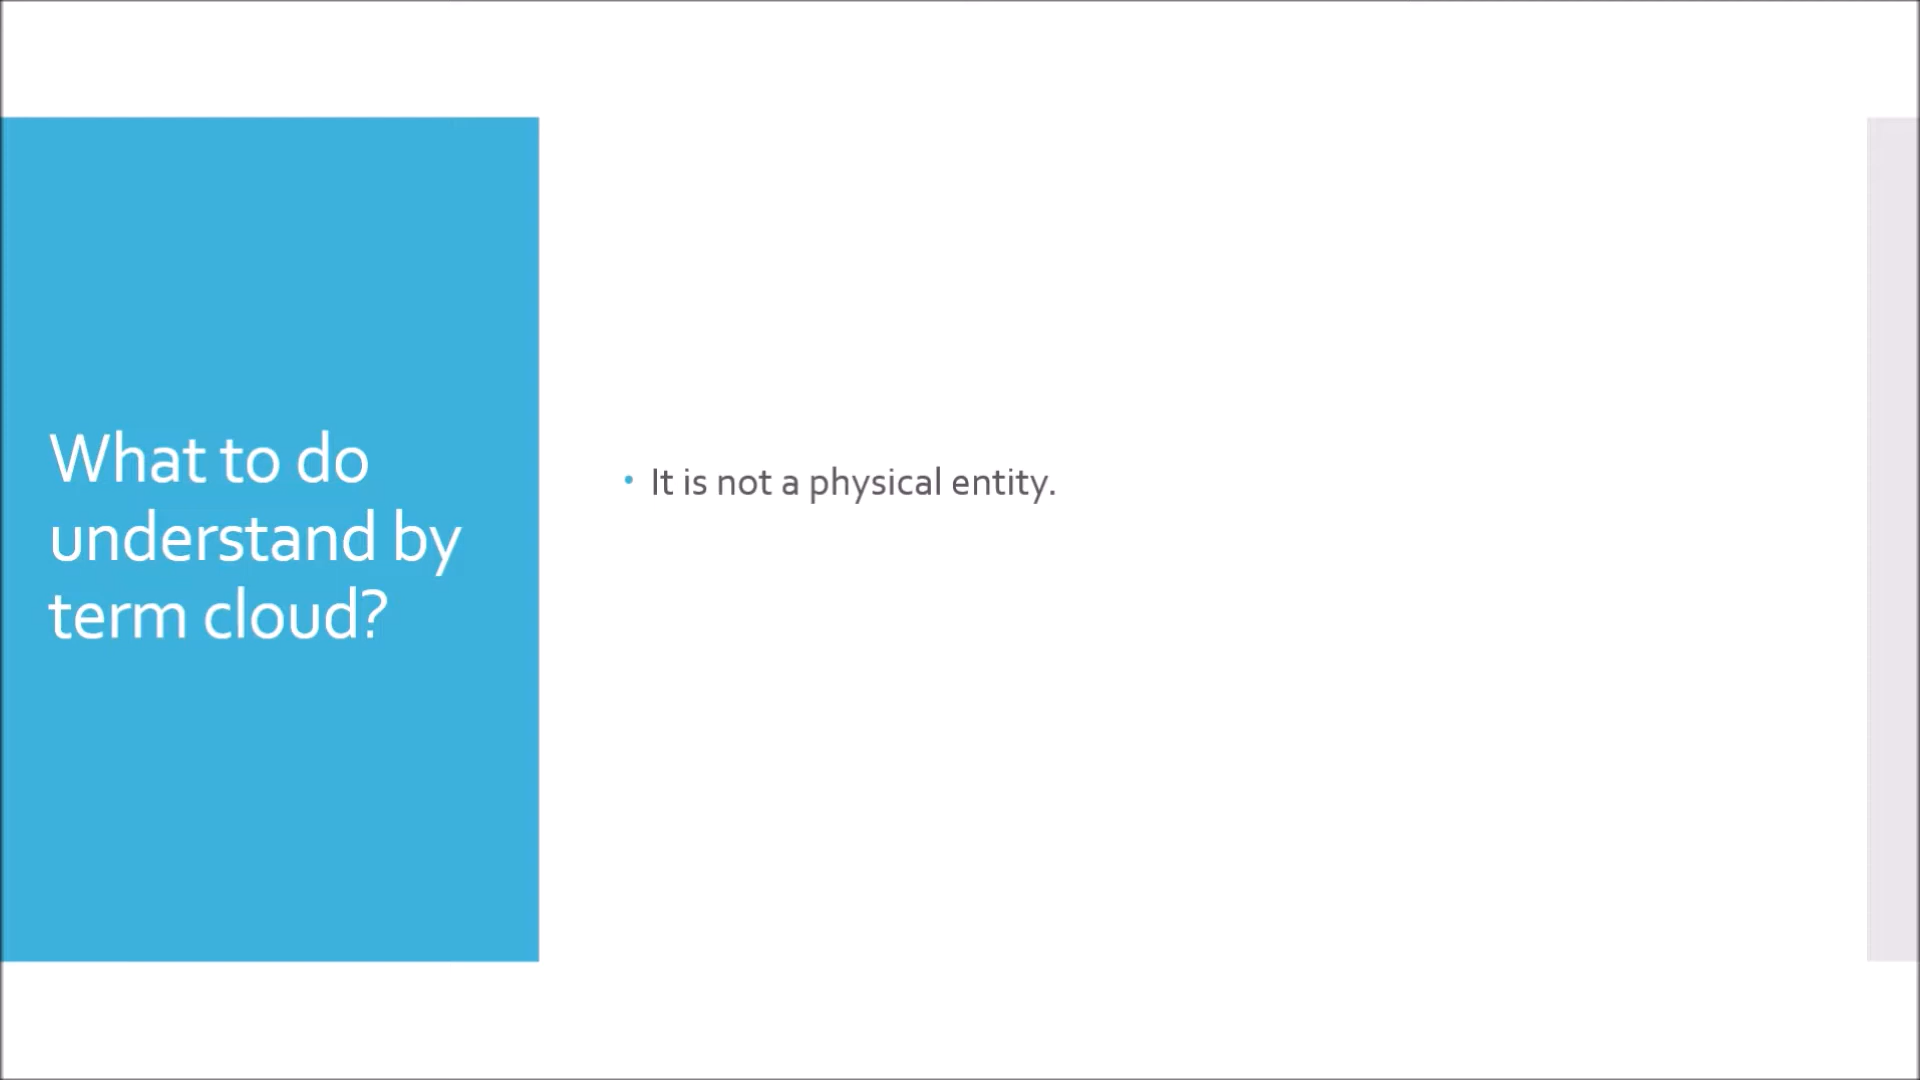 What to do
understand by
term cloud?
• It is not a physical entity.